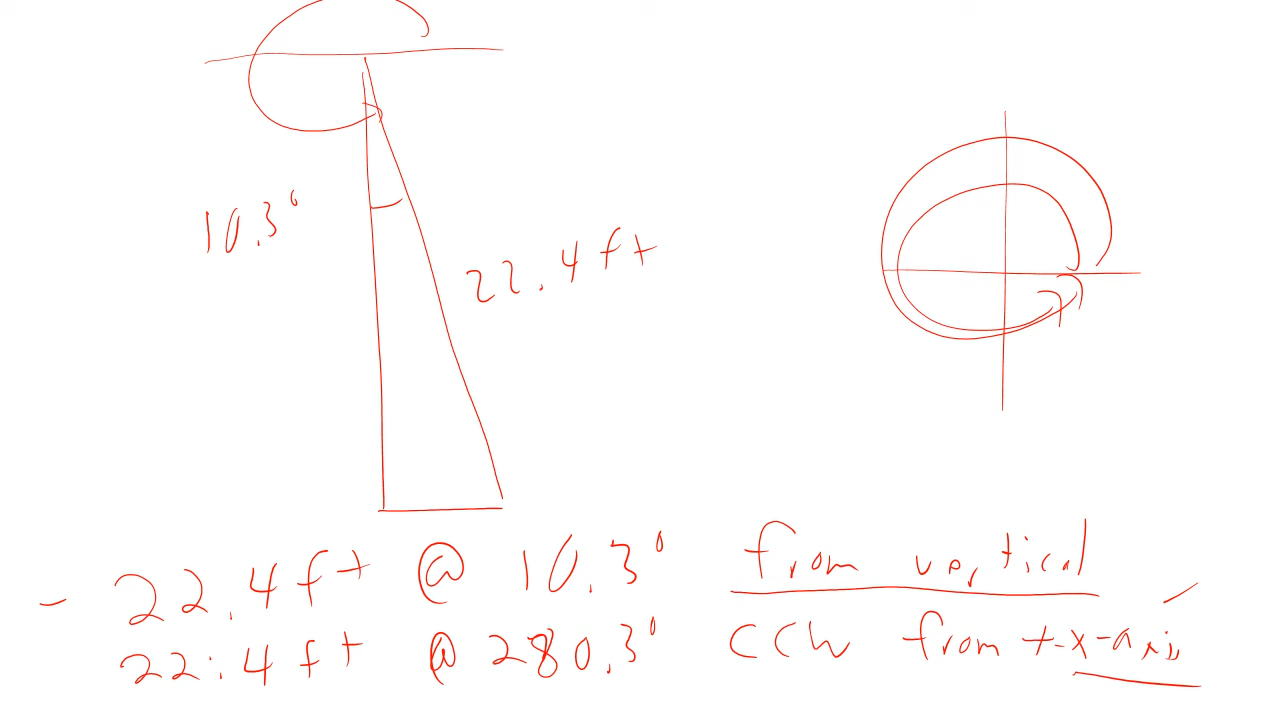 10.3°
22.4 ft
- 22.4 ft @ 10.3° from vertical
22.4 ft @ 280.3° CCW from +x-axis